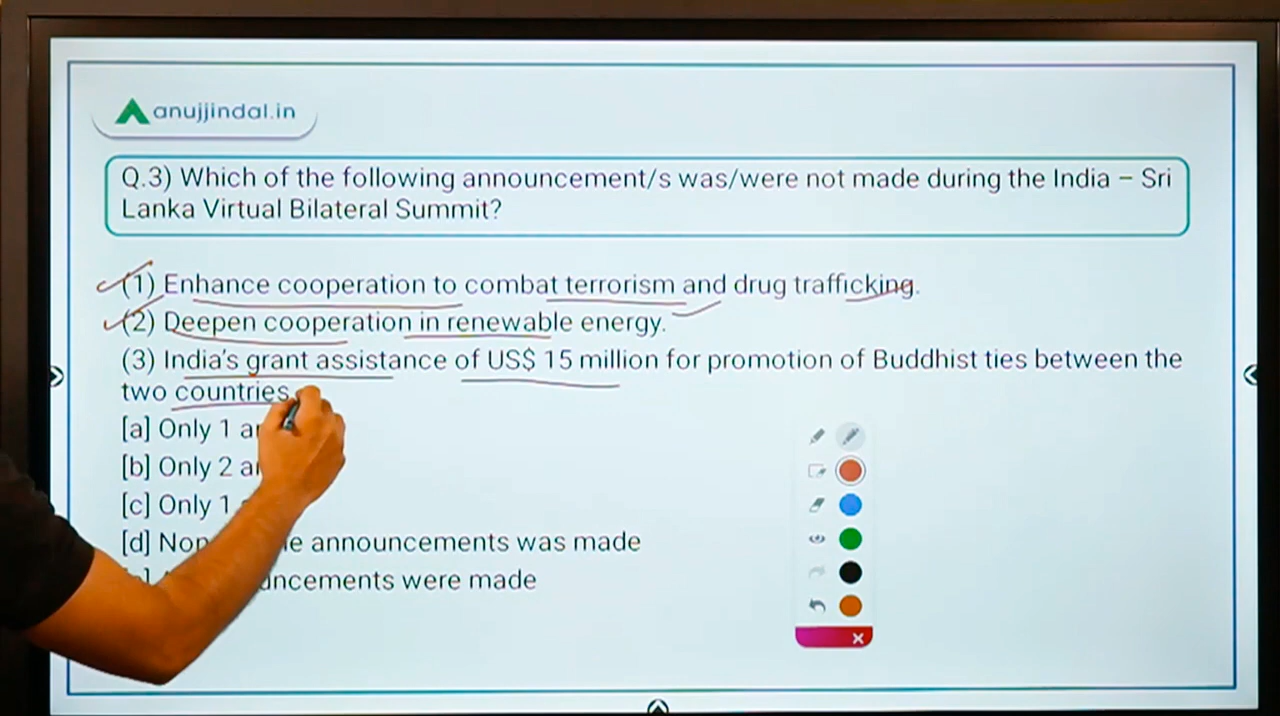 anujjindal.in
Q.3) Which of the following announcement/s was/were not made during the India – Sri
Lanka Virtual Bilateral Summit?
(1) Enhance cooperation to combat terrorism and drug trafficking.
(2) Deepen cooperation in renewable energy.
(3) India's grant assistance of US$ 15 million for promotion of Buddhist ties between the
two countries
[a] Only 1
[b] Only 2
[c] Only 1
[d] announcements was made
were made